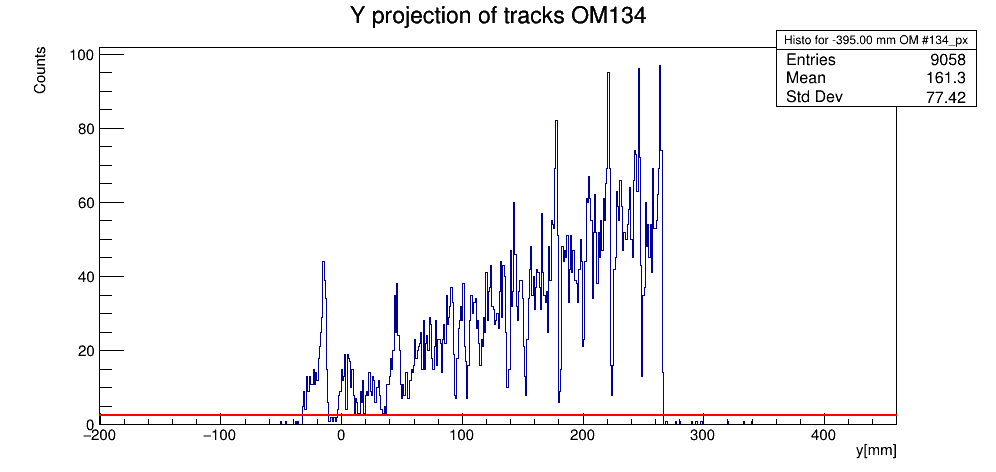 Y projection of tracks OM134
Histo for -395.00 mm OM #134_px
Entries 9058
Mean 161.3
Std Dev 77.42
Counts
100
80
60
40
20
0
−200 −100 0 100 200 300 400
y[mm]